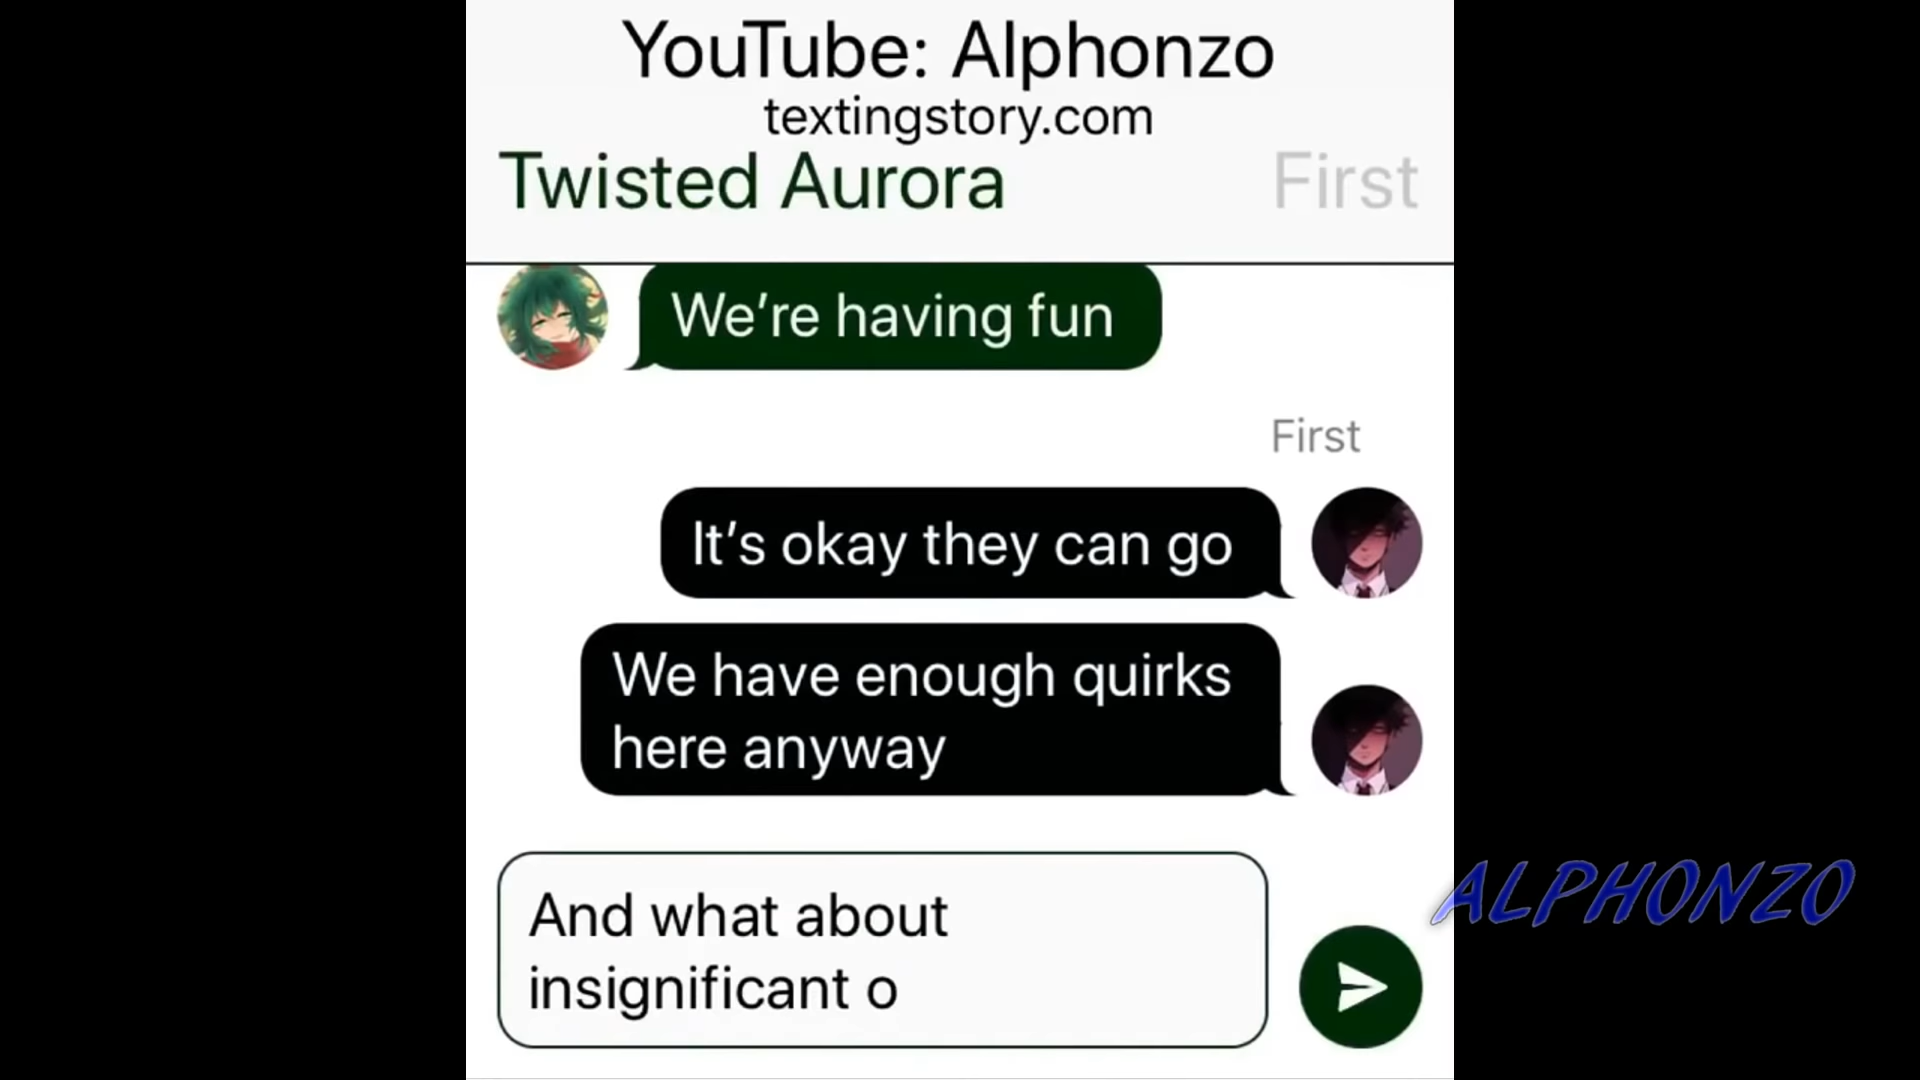 YouTube: Alphonzo
textingstory.com
Twisted Aurora First
We’re having fun
First
It’s okay they can go
We have enough quirks
here anyway
And what about
insignificant o
ALPHONZO